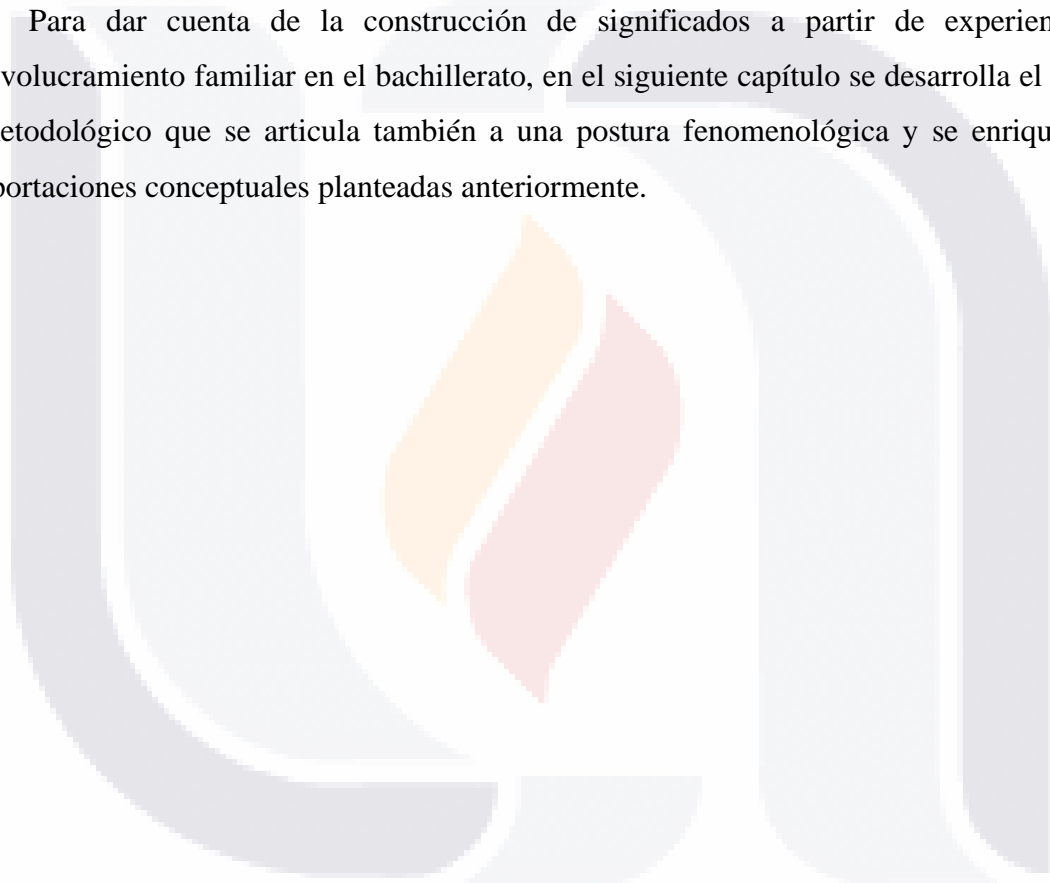 Para dar cuenta de la construcción de significados a partir de experien
volucramiento familiar en el bachillerato, en el siguiente capítulo se desarrolla el
etodológico que se articula también a una postura fenomenológica y se enriqu
portaciones conceptuales planteadas anteriormente.